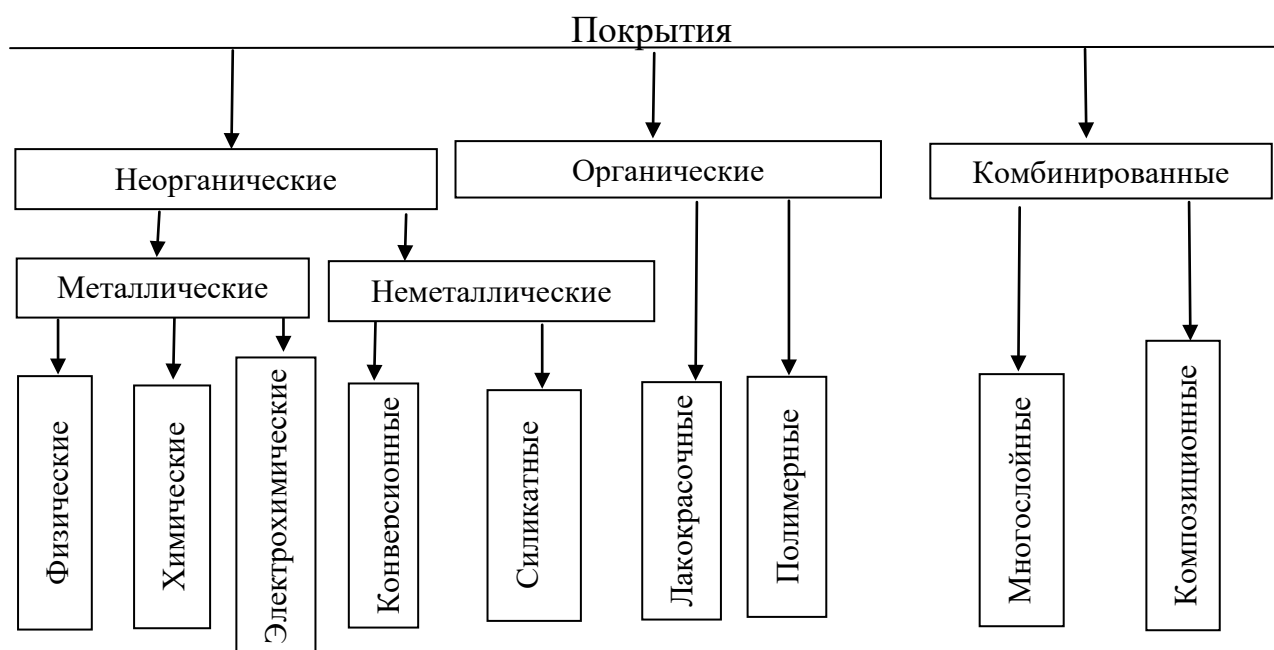 Покрытия
Неорганические
Органические
Комбинированные
Металлические
Неметаллические
Физические
Химические
Электрохимические
Конверсионные
Силикатные
Лакокрасочные
Полимерные
Многослойные
Композиционные